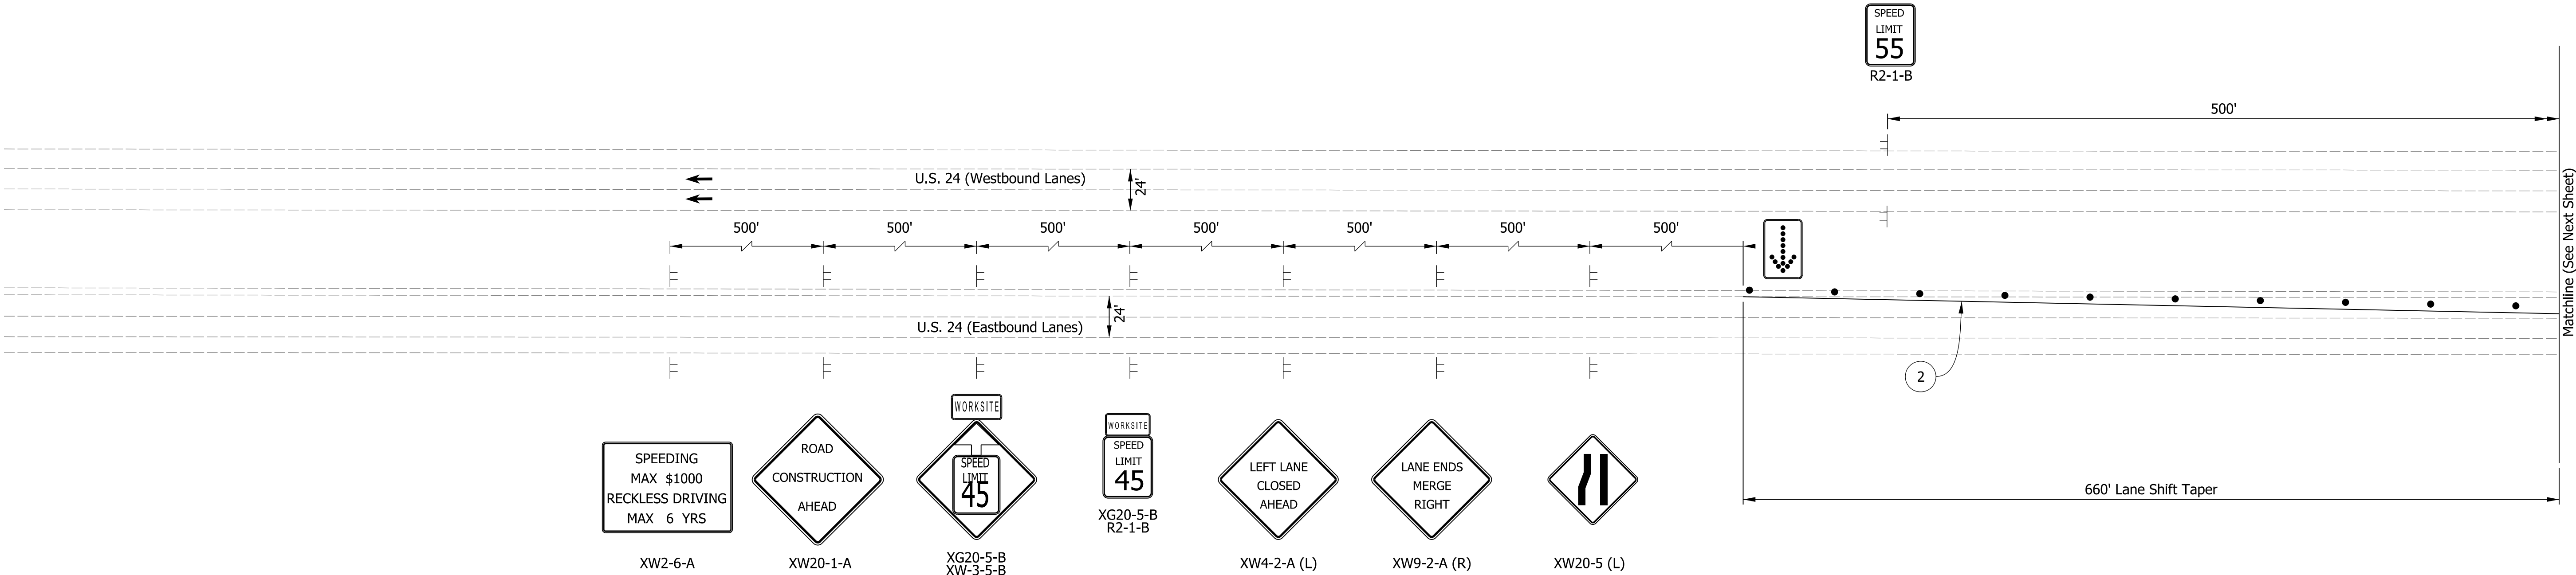 SPEED
LIMIT
55
R2-1-B
500'
U.S. 24 (Westbound Lanes)
24'
500'
500'
500'
500'
500'
500'
500'
U.S. 24 (Eastbound Lanes)
24'
Matchline (See Next Sheet)
2
660' Lane Shift Taper
SPEEDING
MAX $1000
RECKLESS DRIVING
MAX 6 YRS
XW2-6-A
ROAD
CONSTRUCTION
AHEAD
XW20-1-A
WORKSITE
SPEED
LIMIT
45
XG20-5-B
XW-3-5-B
WORKSITE
SPEED
LIMIT
45
XG20-5-B
R2-1-B
LEFT LANE
CLOSED
AHEAD
XW4-2-A (L)
LANE ENDS
MERGE
RIGHT
XW9-2-A (R)
XW20-5 (L)